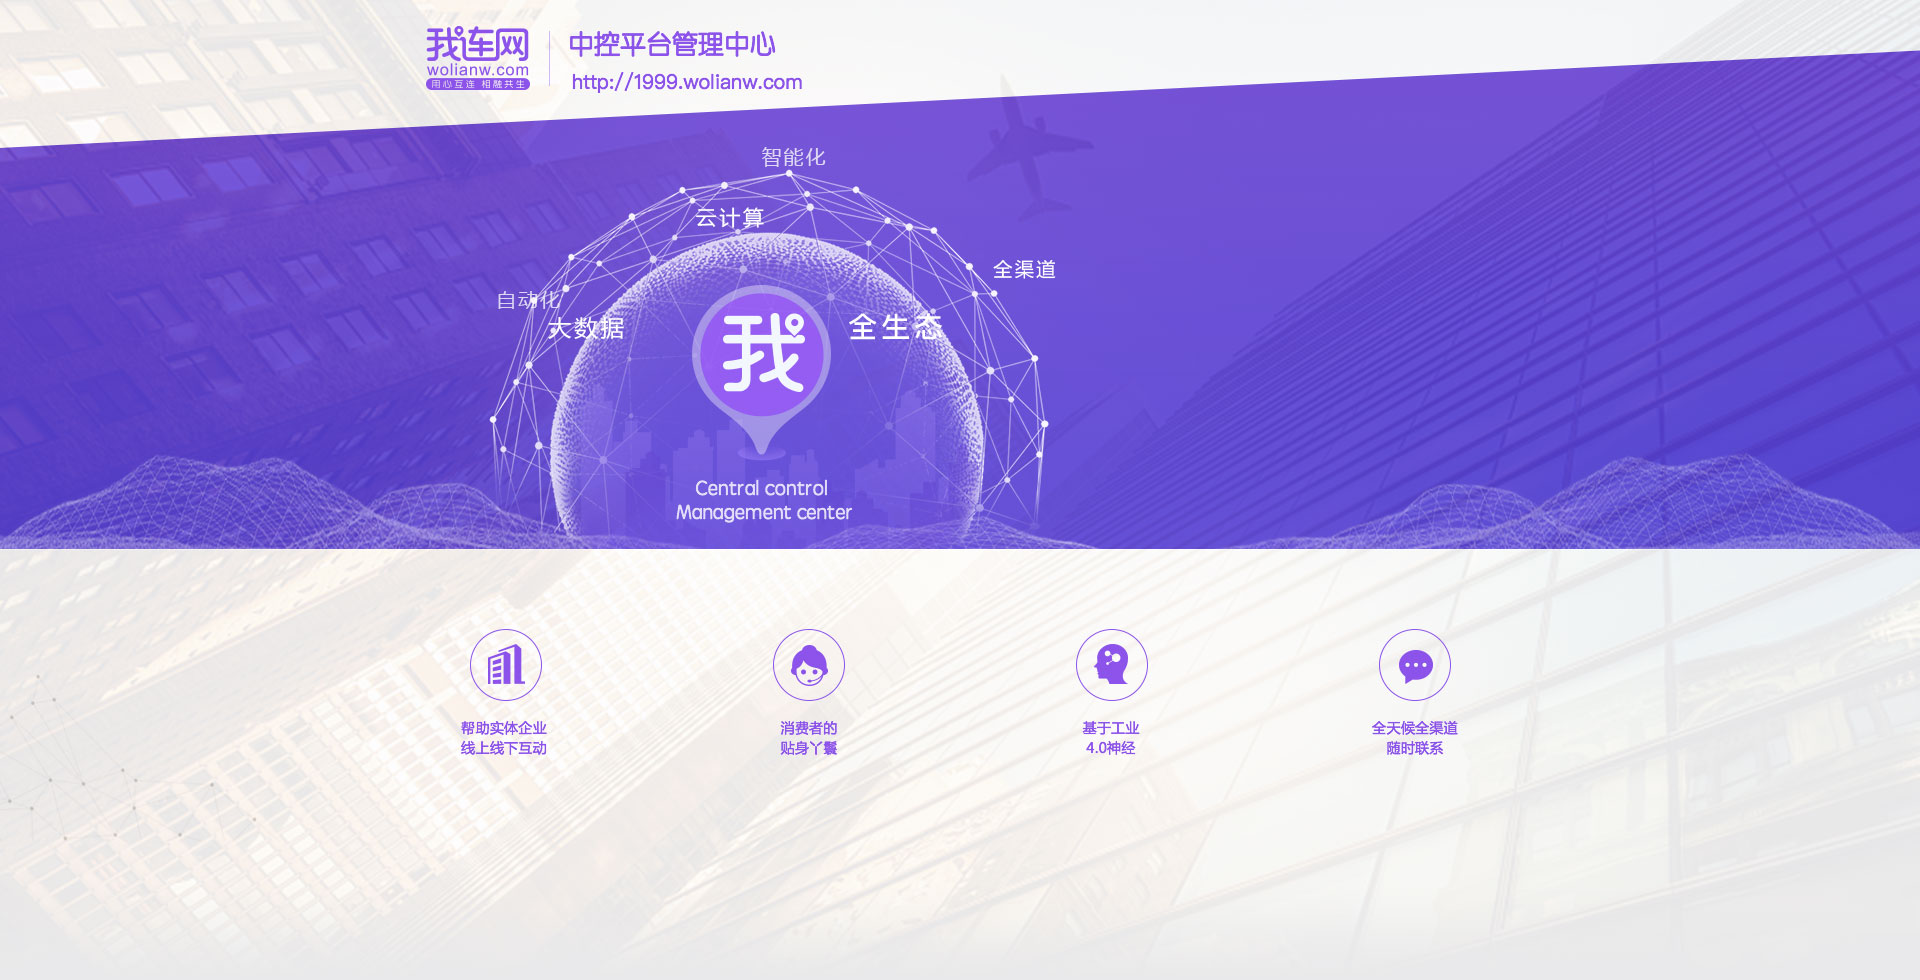 我连网
wolianw.com
用心互连 相融共生
中控平台管理中心
http://1999.wolianw.com
智能化
云计算
全渠道
自动化
大数据
全生态
我
Central control
Management center
帮助实体企业
线上线下互动
消费者的
贴身丫鬟
基于工业
4.0神经
全天候全渠道
随时联系